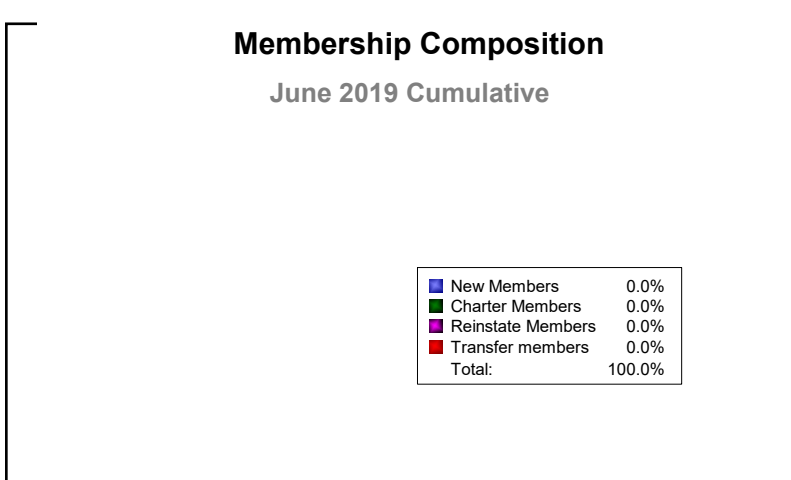 Membership Composition
June 2019 Cumulative
New Members 0.0%
Charter Members 0.0%
Reinstate Members 0.0%
Transfer members 0.0%
Total: 100.0%